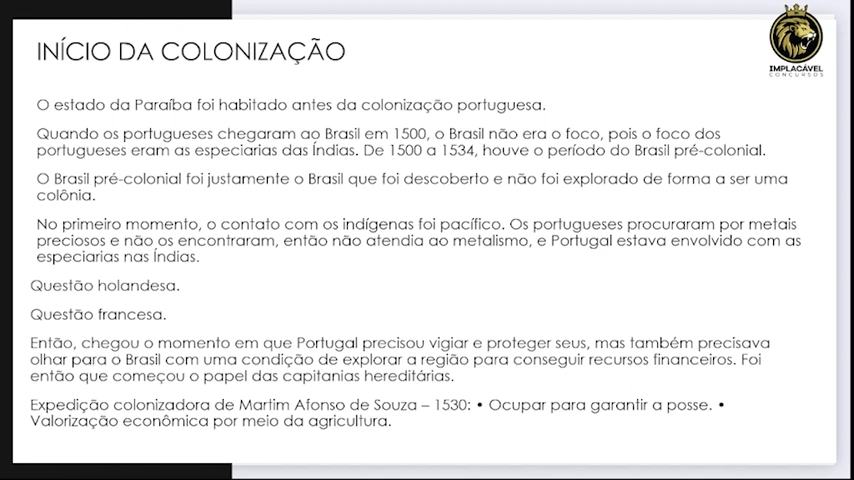 INÍCIO DA COLONIZAÇÃO
IMPLACÁVEL
CONCURSOS
O estado da Paraíba foi habitado antes da colonização portuguesa.
Quando os portugueses chegaram ao Brasil em 1500, o Brasil não era o foco, pois o foco dos
portugueses eram as especiarias das Índias. De 1500 a 1534, houve o período do Brasil pré-colonial.
O Brasil pré-colonial foi justamente o Brasil que foi descoberto e não foi explorado de forma a ser uma
colônia.
No primeiro momento, o contato com os indígenas foi pacífico. Os portugueses procuraram por metais
preciosos e não os encontraram, então não atendia ao metalismo, e Portugal estava envolvido com as
especiarias nas Índias.
Questão holandesa.
Questão francesa.
Então, chegou o momento em que Portugal precisou vigiar e proteger seus, mas também precisava
olhar para o Brasil com uma condição de explorar a região para conseguir recursos financeiros. Foi
então que começou o papel das capitanias hereditárias.
Expedição colonizadora de Martim Afonso de Souza – 1530: • Ocupar para garantir a posse. •
Valorização econômica por meio da agricultura.